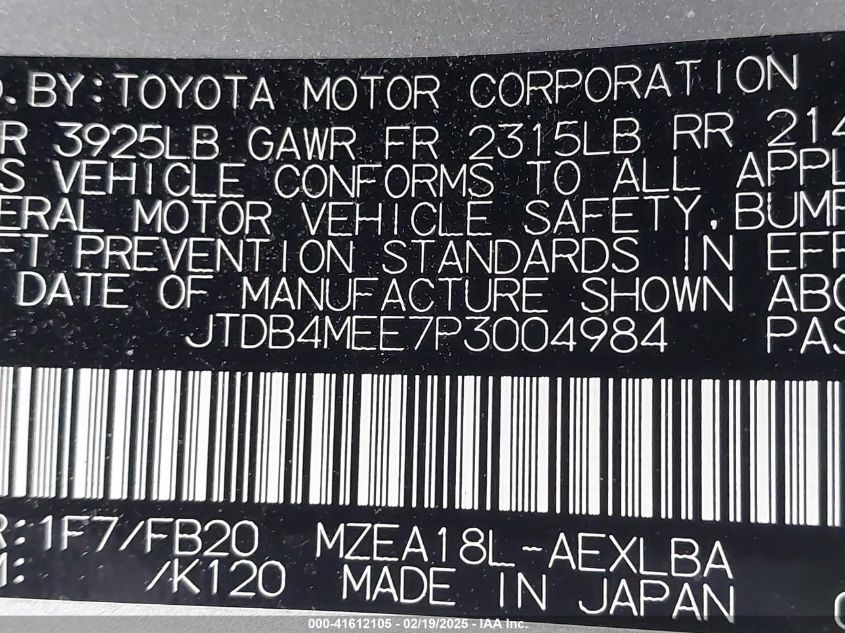 D. BY: TOYOTA MOTOR CORPORATION
R 3925LB GAWR FR 2315LB RR 214
S VEHICLE CONFORMS TO ALL APPL
ERAL MOTOR VEHICLE SAFETY, BUMP
FT PREVENTION STANDARDS IN EFF
DATE OF MANUFACTURE SHOWN ABO
JTDB4MEE7P3004984 PAS
R: 1F7/FB20 MZEA18L-AEXLBA
M: /K120 MADE IN JAPAN
000-41612105 - 02/19/2025 - IAA Inc.